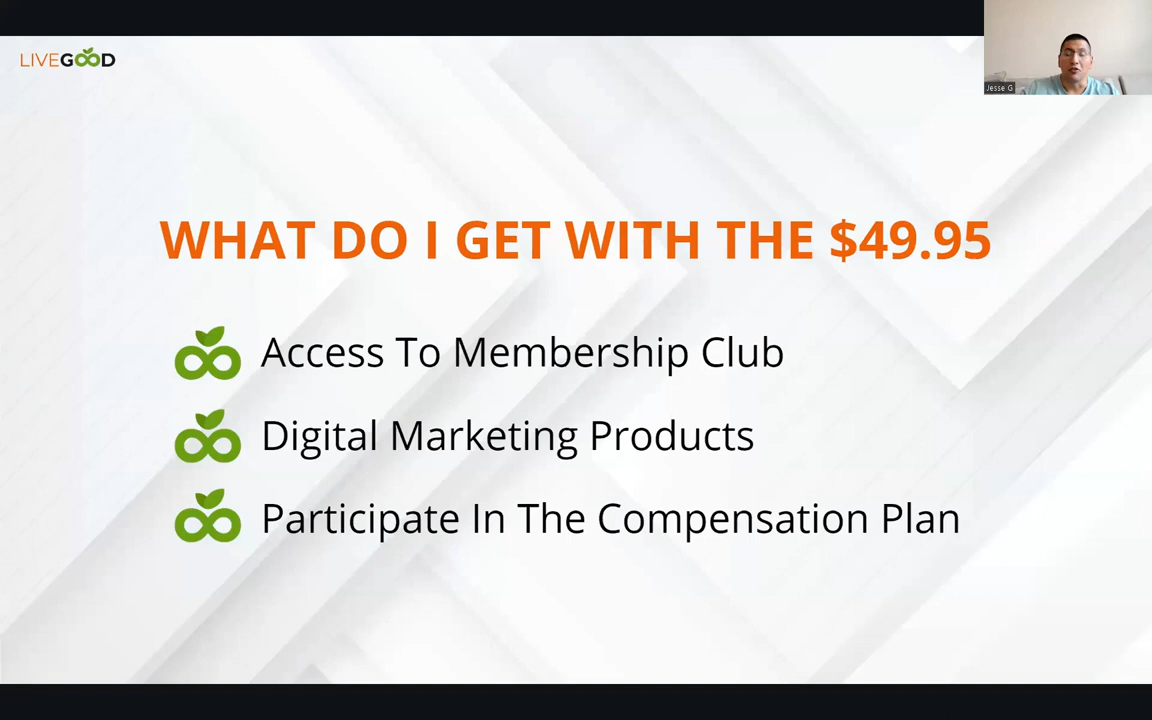 LIVEGOOD
Jesse G
WHAT DO I GET WITH THE $49.95
Access To Membership Club
Digital Marketing Products
Participate In The Compensation Plan